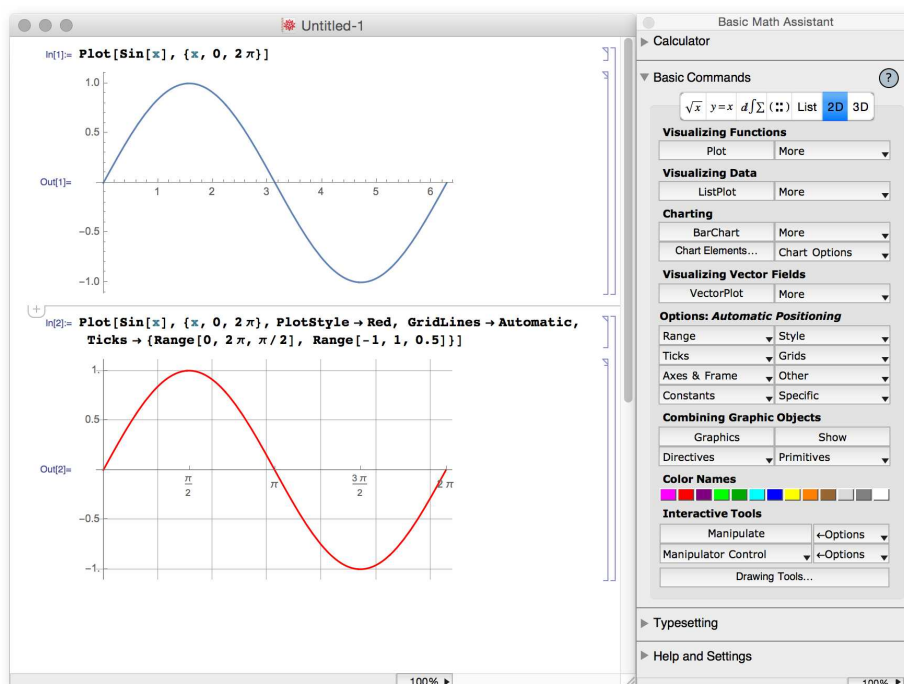 Untitled-1
In[1]:= Plot[Sin[x], {x, 0, 2 π}]
1.0
0.5
Out[1]=
1 2 3 4 5 6
-0.5
-1.0
In[2]:= Plot[Sin[x], {x, 0, 2 π}, PlotStyle → Red, GridLines → Automatic,
Ticks → {Range[0, 2 π, π/2], Range[-1, 1, 0.5]}]
1.
0.5
Out[2]=
π/2 π 3 π/2 2 π
-0.5
-1.
100%
Basic Math Assistant
Calculator
Basic Commands ?
√x y=x d∫Σ (::) List 2D 3D
Visualizing Functions
Plot More
Visualizing Data
ListPlot More
Charting
BarChart More
Chart Elements... Chart Options
Visualizing Vector Fields
VectorPlot More
Options: Automatic Positioning
Range Style
Ticks Grids
Axes & Frame Other
Constants Specific
Combining Graphic Objects
Graphics Show
Directives Primitives
Color Names
Interactive Tools
Manipulate ←Options
Manipulator Control ←Options
Drawing Tools...
Typesetting
Help and Settings
100%